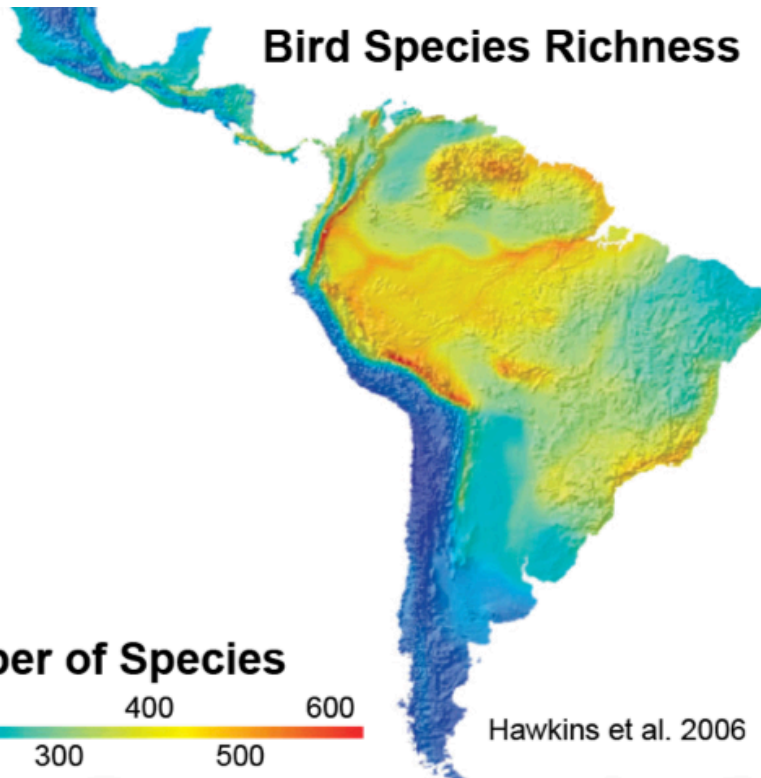 Bird Species Richness
ber of Species
400 600
300 500
Hawkins et al. 2006